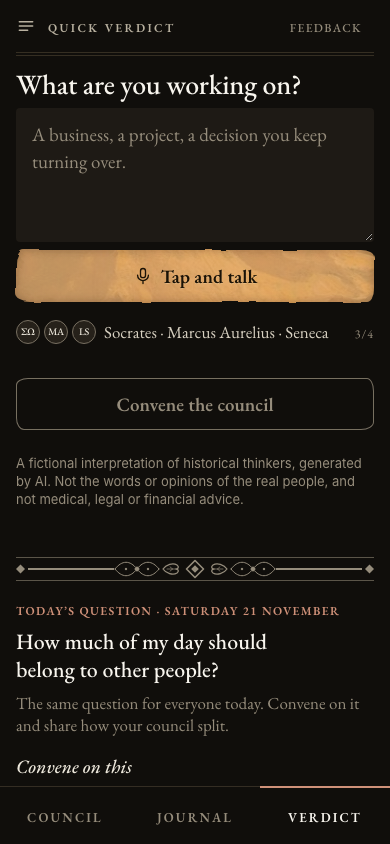 QUICK VERDICT
FEEDBACK
What are you working on?
A business, a project, a decision you keep
turning over.
Tap and talk
ΣΩ MA LS Socrates · Marcus Aurelius · Seneca 3/4
Convene the council
A fictional interpretation of historical thinkers, generated
by AI. Not the words or opinions of the real people, and
not medical, legal or financial advice.
TODAY'S QUESTION · SATURDAY 21 NOVEMBER
How much of my day should
belong to other people?
The same question for everyone today. Convene on it
and share how your council split.
Convene on this
COUNCIL
JOURNAL
VERDICT